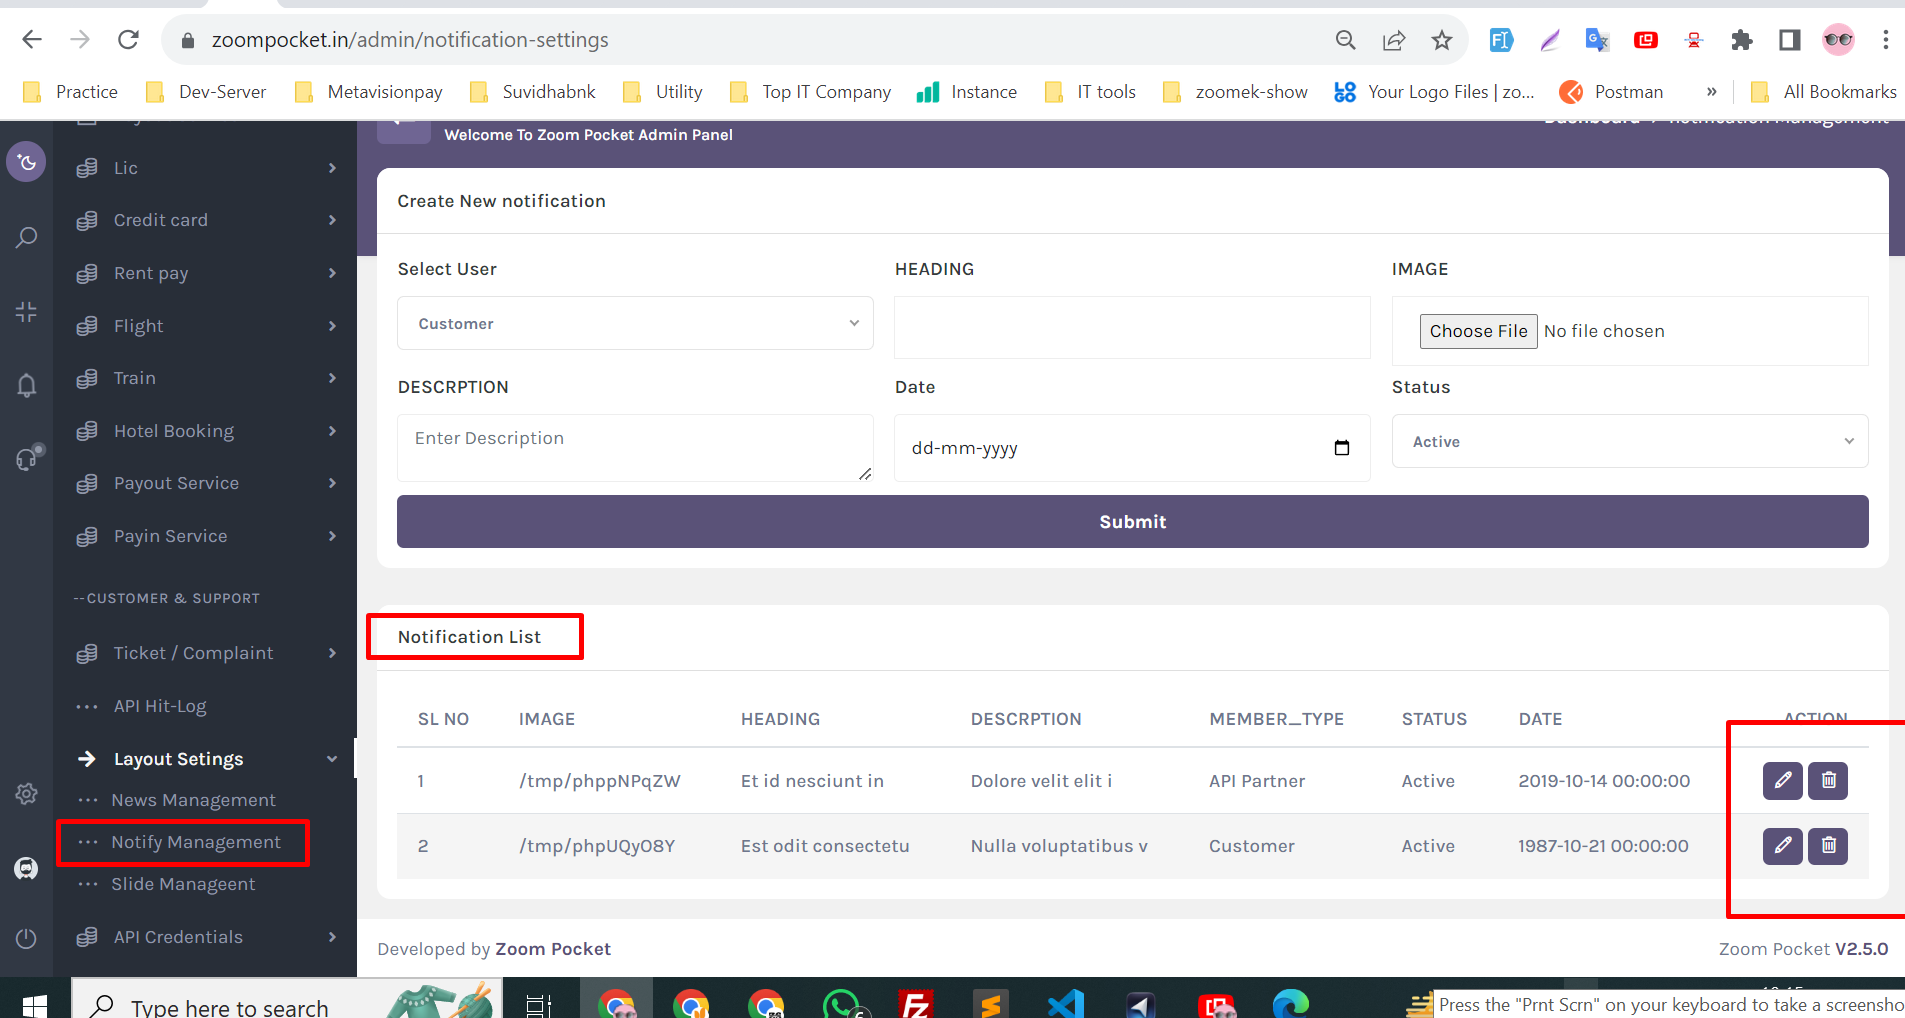 zoompocket.in/admin/notification-settings
Practice Dev-Server Metavisionpay Suvidhabnk Utility Top IT Company Instance IT tools zoomek-show Your Logo Files | zo... Postman » All Bookmarks
Welcome To Zoom Pocket Admin Panel
Dashboard > notification Management
Lic
Credit card
Rent pay
Flight
Train
Hotel Booking
Payout Service
Payin Service
--CUSTOMER & SUPPORT
Ticket / Complaint
API Hit-Log
Layout Setings
News Management
Notify Management
Slide Manageent
API Credentials
Create New notification
Select User HEADING IMAGE
Customer Choose File No file chosen
DESCRPTION Date Status
Enter Description dd-mm-yyyy Active
Submit
Notification List
SL NO IMAGE HEADING DESCRPTION MEMBER_TYPE STATUS DATE ACTION
1 /tmp/phppNPqZW Et id nesciunt in Dolore velit elit i API Partner Active 2019-10-14 00:00:00
2 /tmp/phpUQyO8Y Est odit consectetu Nulla voluptatibus v Customer Active 1987-10-21 00:00:00
Developed by Zoom Pocket Zoom Pocket V2.5.0
Type here to search
Press the "Prnt Scrn" on your keyboard to take a screensho